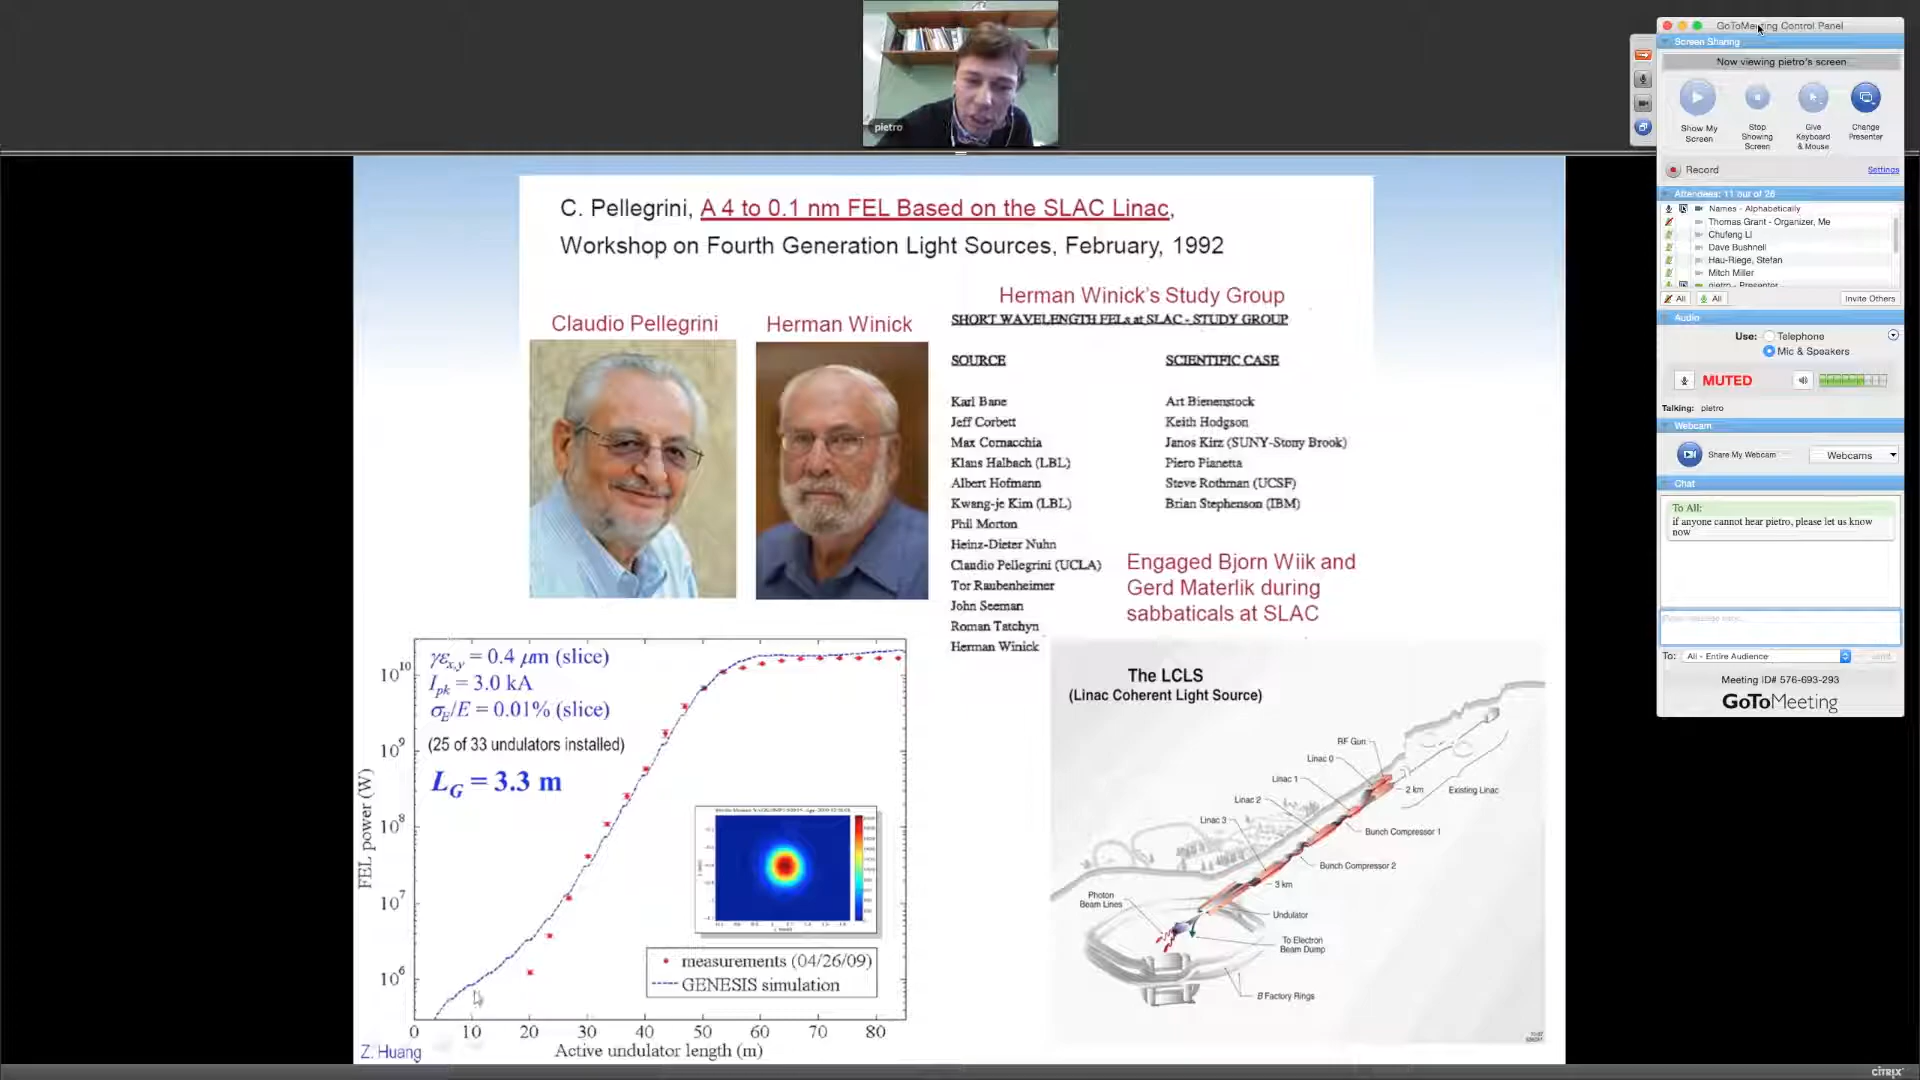 pietro
C. Pellegrini, A 4 to 0.1 nm FEL Based on the SLAC Linac,
Workshop on Fourth Generation Light Sources, February, 1992
Claudio Pellegrini
Herman Winick
Herman Winick's Study Group
SHORT WAVELENGTH FELs at SLAC - STUDY GROUP
SOURCE
Karl Bane
Jeff Corbett
Max Cornacchia
Klaus Halbach (LBL)
Albert Hofmann
Kwang-je Kim (LBL)
Phil Morton
Heinz-Dieter Nuhn
Claudio Pellegrini (UCLA)
Tor Raubenheimer
John Seeman
Roman Tatchyn
Herman Winick
SCIENTIFIC CASE
Art Bienenstock
Keith Hodgson
Janos Kirz (SUNY-Stony Brook)
Piero Pianetta
Steve Rothman (UCSF)
Brian Stephenson (IBM)
Engaged Bjorn Wiik and
Gerd Materlik during
sabbaticals at SLAC
γεx,y = 0.4 μm (slice)
Ipk = 3.0 kA
σE/E = 0.01% (slice)
(25 of 33 undulators installed)
LG = 3.3 m
FEL power (W)
10^10
10^9
10^8
10^7
10^6
measurements (04/26/09)
GENESIS simulation
0 10 20 30 40 50 60 70 80
Active undulator length (m)
Z. Huang
The LCLS
(Linac Coherent Light Source)
RF Gun
Linac 0
Linac 1
Linac 2
Linac 3
2 km
Existing Linac
Bunch Compressor 1
Bunch Compressor 2
3 km
Photon
Beam Lines
Undulator
To Electron
Beam Dump
B Factory Rings
GoToMeeting Control Panel
Screen Sharing
Now viewing pietro's screen
Show My
Screen
Stop
Showing
Screen
Give
Keyboard
& Mouse
Change
Presenter
Record
Settings
Attendees: 11 out of 26
Names - Alphabetically
Thomas Grant - Organizer, Me
Chufeng Li
Dave Bushnell
Hau-Riege, Stefan
Mitch Miller
pietro - Presenter
All
All
Invite Others
Audio
Use:
Telephone
Mic & Speakers
MUTED
Talking: pietro
Webcam
Share My Webcam
Webcams
Chat
To All:
if anyone cannot hear pietro, please let us know
now
To: All - Entire Audience
Send
Meeting ID# 576-693-293
GoToMeeting
CITRIX